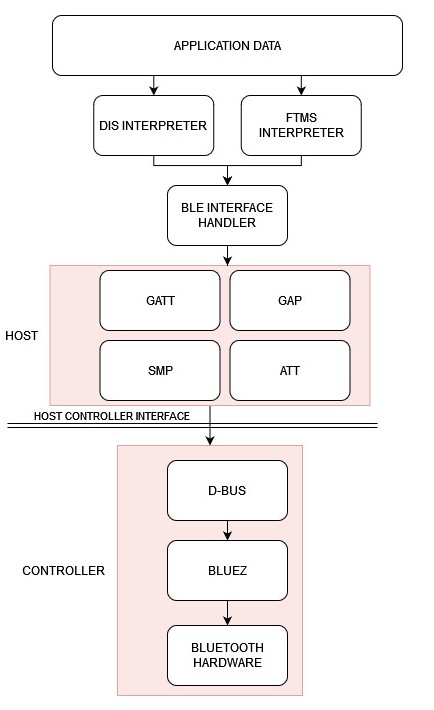 APPLICATION DATA
DIS INTERPRETER
FTMS
INTERPRETER
BLE INTERFACE
HANDLER
HOST
GATT
GAP
SMP
ATT
HOST CONTROLLER INTERFACE
CONTROLLER
D-BUS
BLUEZ
BLUETOOTH
HARDWARE